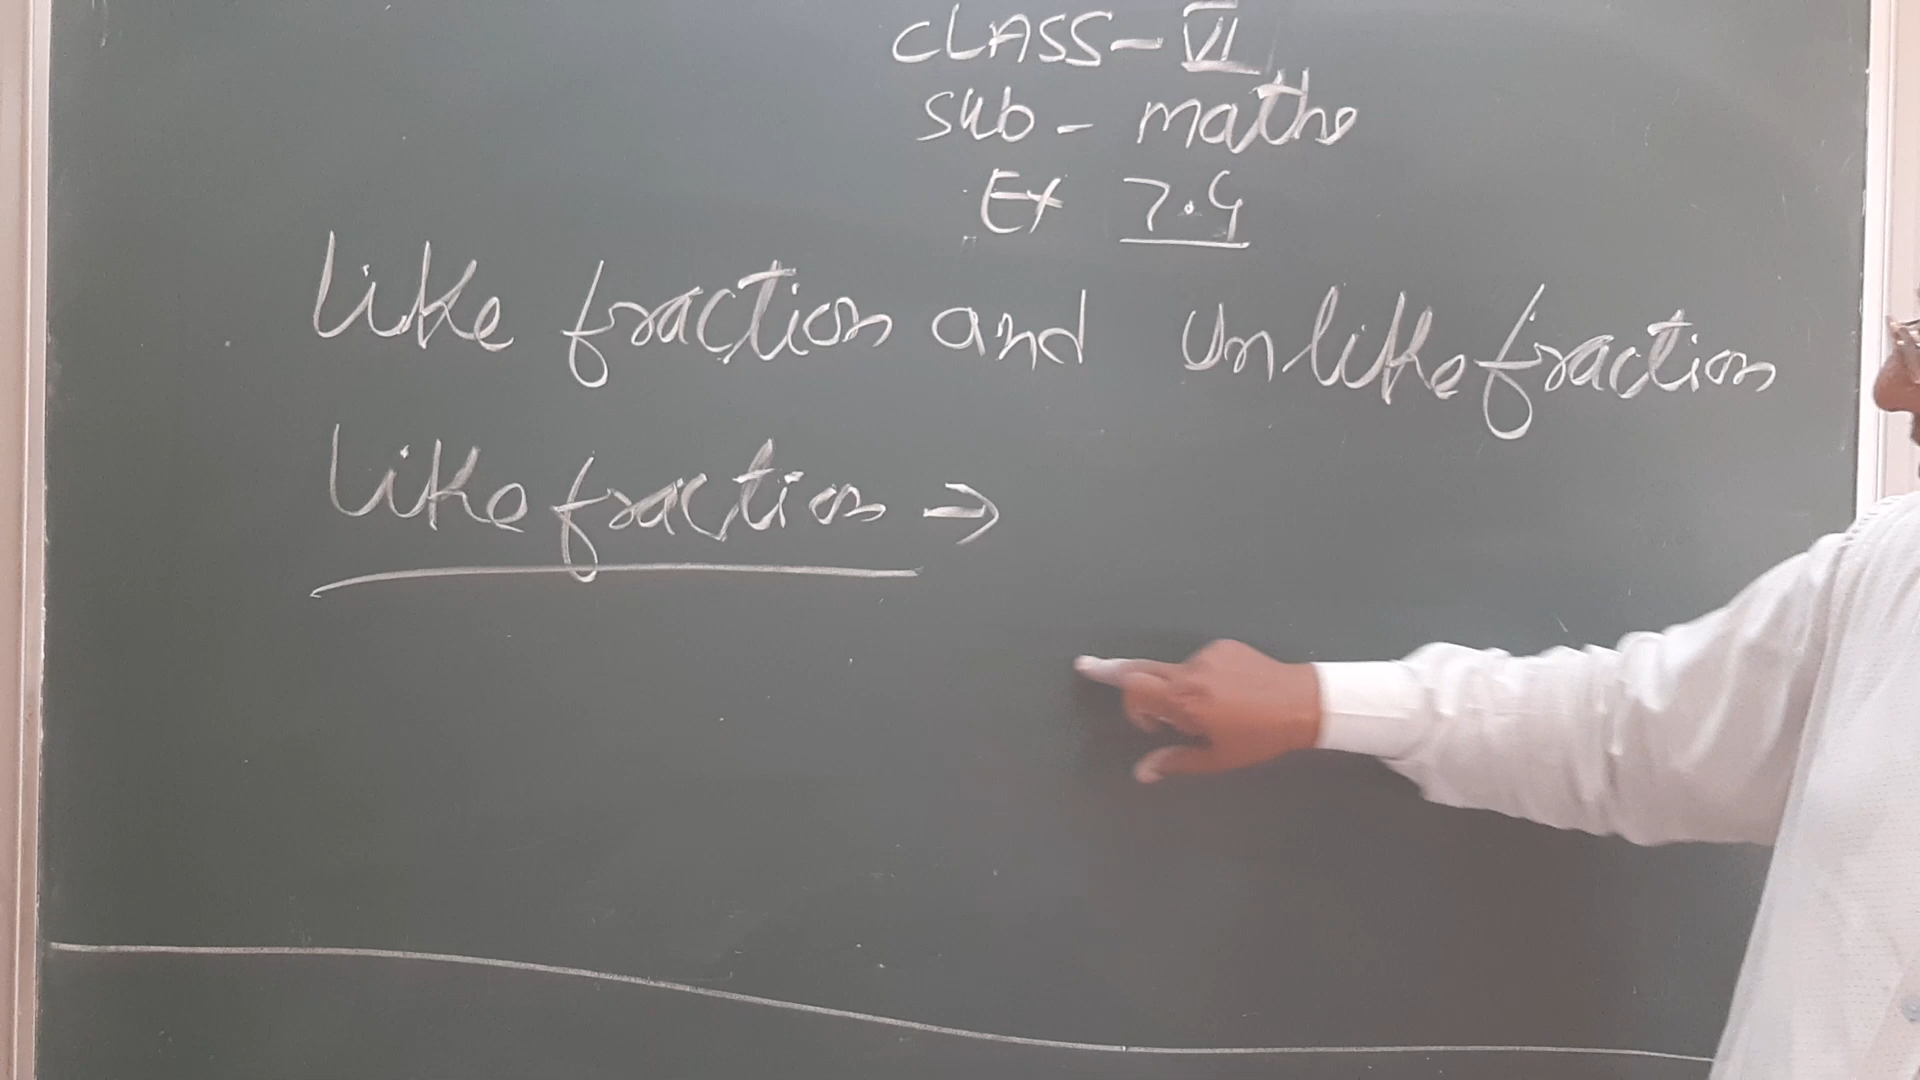 CLASS - VI
Sub - maths
Ex 7.4
Like fraction and Unlike fraction
Like fraction →